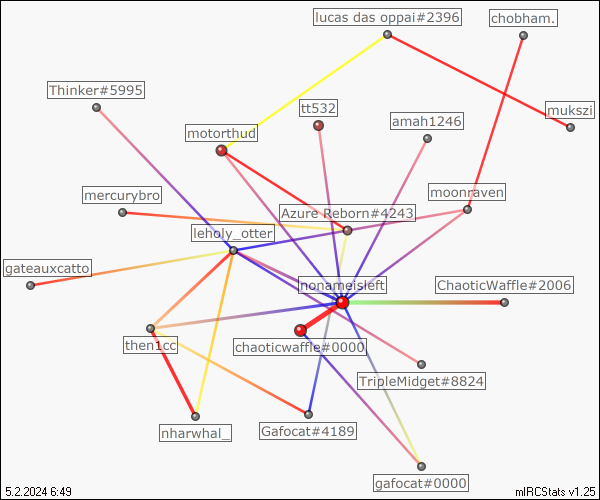 lucas das oppai#2396
chobham.
Thinker#5995
tt532
mukszi
motorthud
amah1246
mercurybro
moonraven
Azure Reborn#4243
leholy_otter
gateauxcatto
nonameisleft
ChaoticWaffle#2006
then1cc
chaoticwaffle#0000
TripleMidget#8824
nharwhal_
Gafocat#4189
gafocat#0000
5.2.2024 6:49
mIRCStats v1.25